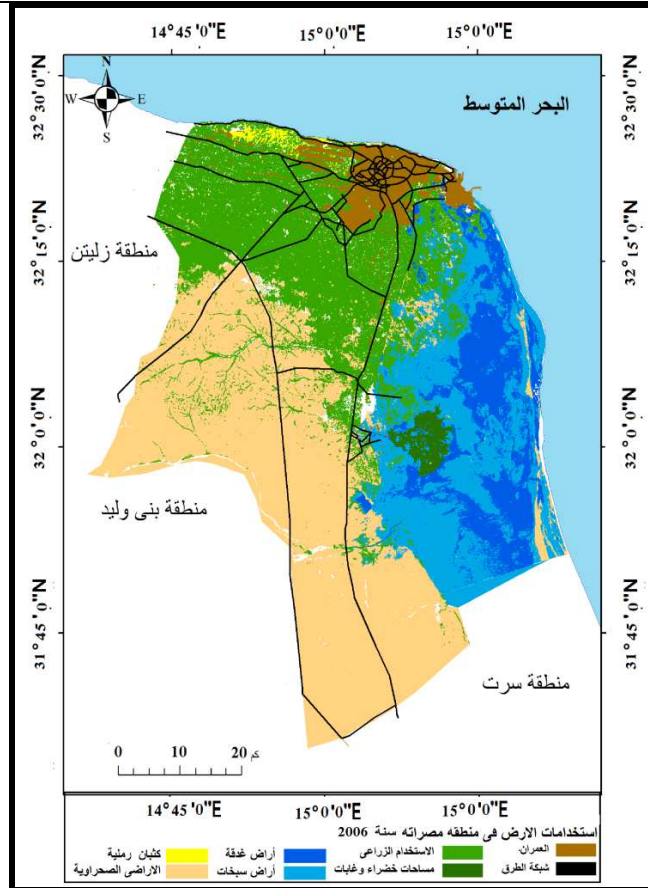 14°45'0"E 15°0'0"E 15°0'0"E
N
W E
S
البحر المتوسط
32°30'0"N 32°30'0"N
32°15'0"N 32°15'0"N
منطقة زليتن
32°0'0"N 32°0'0"N
منطقة بنى وليد
31°45'0"N 31°45'0"N
منطقة سرت
0 10 20 كم
14°45'0"E 15°0'0"E 15°0'0"E
استخدامات الارض فى منطقه مصراته سنة 2006
العمران الاستخدام الزراعى أراض غدقة كثبان رملية
شبكة الطرق مساحات خضراء وغابات أراض سبخات الاراضى الصحراوية